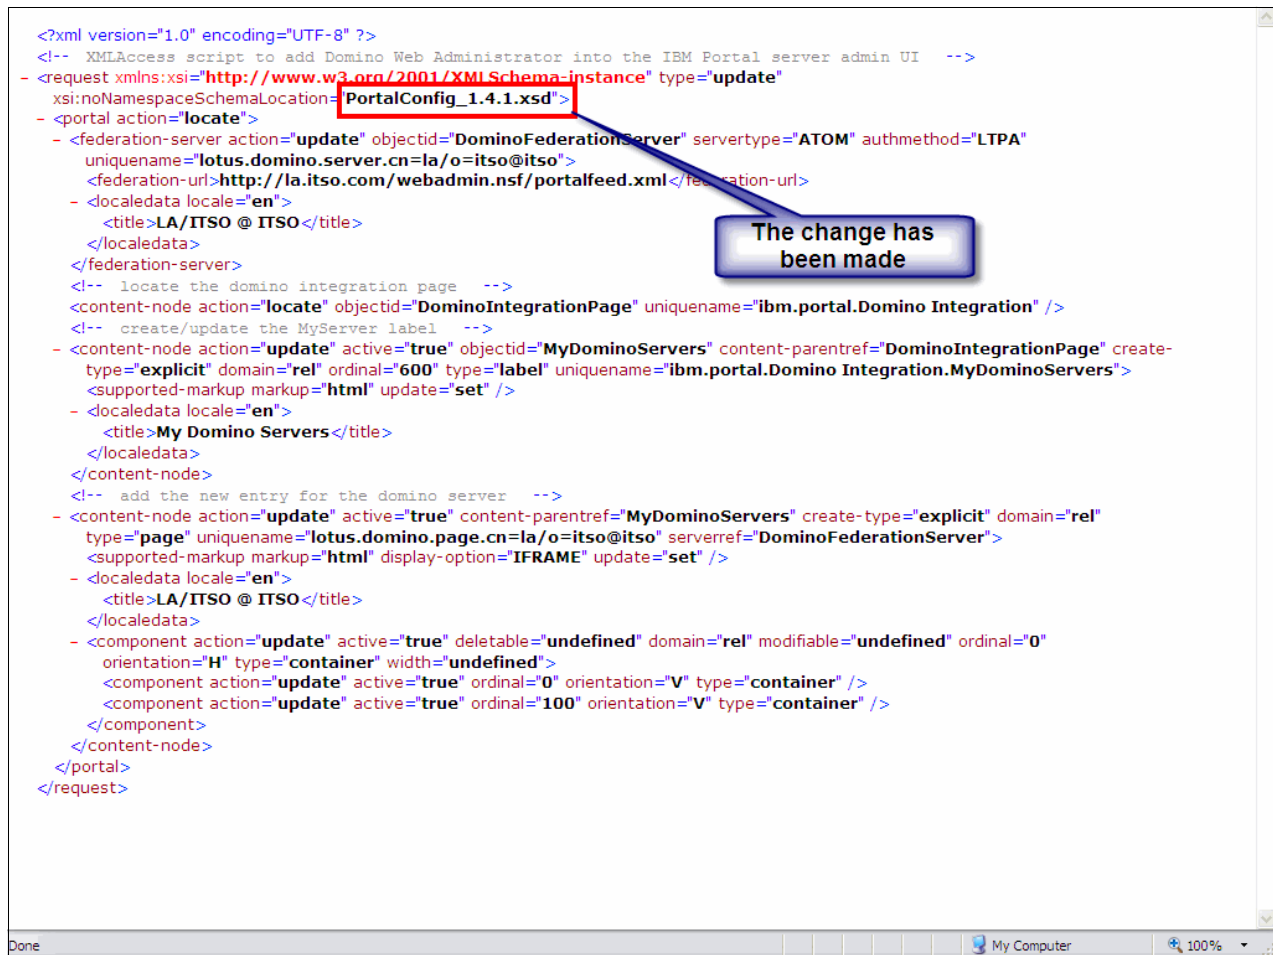 <?xml version="1.0" encoding="UTF-8" ?>
<!-- XMLAccess script to add Domino Web Administrator into the IBM Portal server admin UI -->
- <request xmlns:xsi="http://www.w3.org/2001/XMLSchema-instance" type="update"
xsi:noNamespaceSchemaLocation="PortalConfig_1.4.1.xsd">
- <portal action="locate">
- <federation-server action="update" objectid="DominoFederationServer" servertype="ATOM" authmethod="LTPA"
uniquename="lotus.domino.server.cn=la/o=itso@itso">
<federation-url>http://la.itso.com/webadmin.nsf/portalfeed.xml</federation-url>
- <localedata locale="en">
<title>LA/ITSO @ ITSO</title>
</localedata>
</federation-server>
The change has
been made
<!-- locate the domino integration page -->
<content-node action="locate" objectid="DominoIntegrationPage" uniquename="ibm.portal.Domino Integration" />
<!-- create/update the MyServer label -->
- <content-node action="update" active="true" objectid="MyDominoServers" content-parentref="DominoIntegrationPage" create-
type="explicit" domain="rel" ordinal="600" type="label" uniquename="ibm.portal.Domino Integration.MyDominoServers">
<supported-markup markup="html" update="set" />
- <localedata locale="en">
<title>My Domino Servers</title>
</localedata>
</content-node>
<!-- add the new entry for the domino server -->
- <content-node action="update" active="true" content-parentref="MyDominoServers" create-type="explicit" domain="rel"
type="page" uniquename="lotus.domino.page.cn=la/o=itso@itso" serverref="DominoFederationServer">
<supported-markup markup="html" display-option="IFRAME" update="set" />
- <localedata locale="en">
<title>LA/ITSO @ ITSO</title>
</localedata>
- <component action="update" active="true" deletable="undefined" domain="rel" modifiable="undefined" ordinal="0"
orientation="H" type="container" width="undefined">
<component action="update" active="true" ordinal="0" orientation="V" type="container" />
<component action="update" active="true" ordinal="100" orientation="V" type="container" />
</component>
</content-node>
</portal>
</request>
Done
My Computer
100%